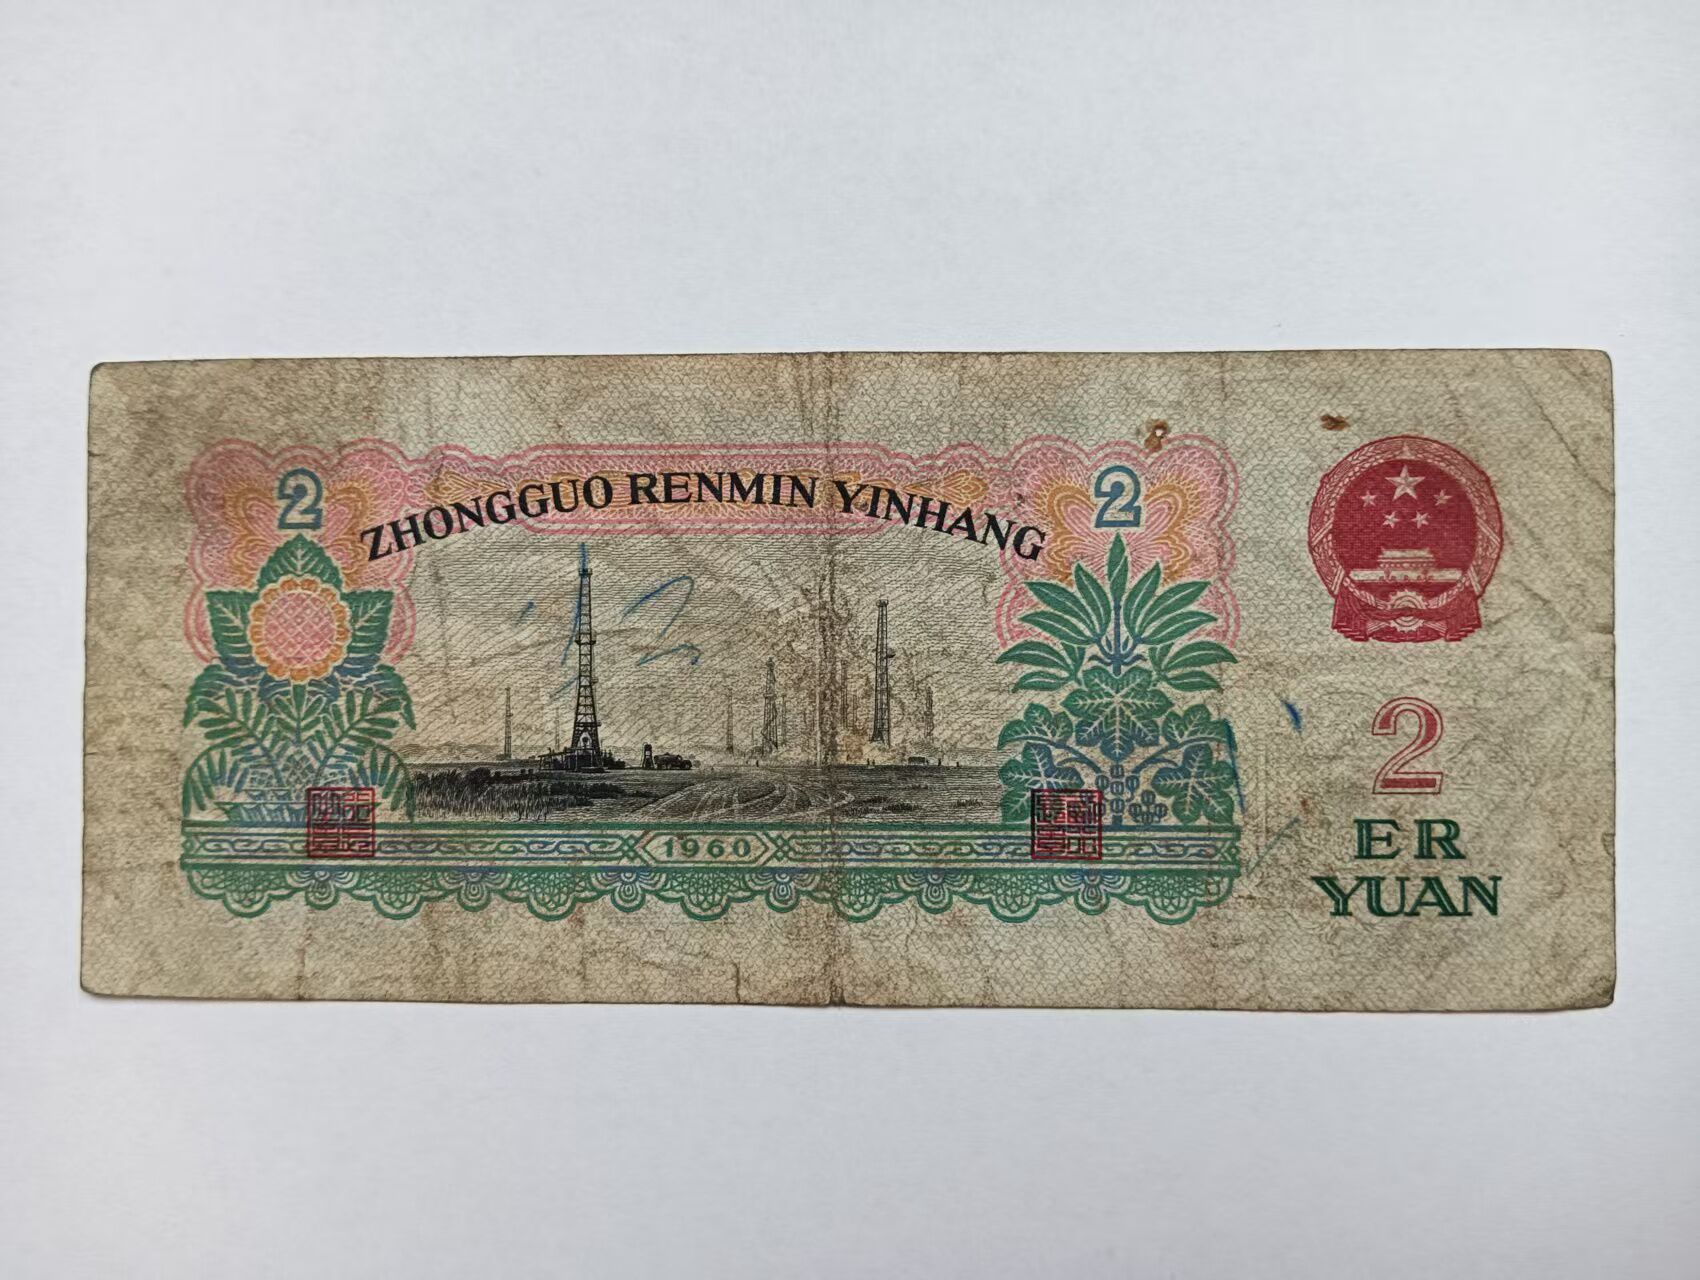 2 2
ZHONGGUO RENMIN YINHANG
1960
2
ER
YUAN